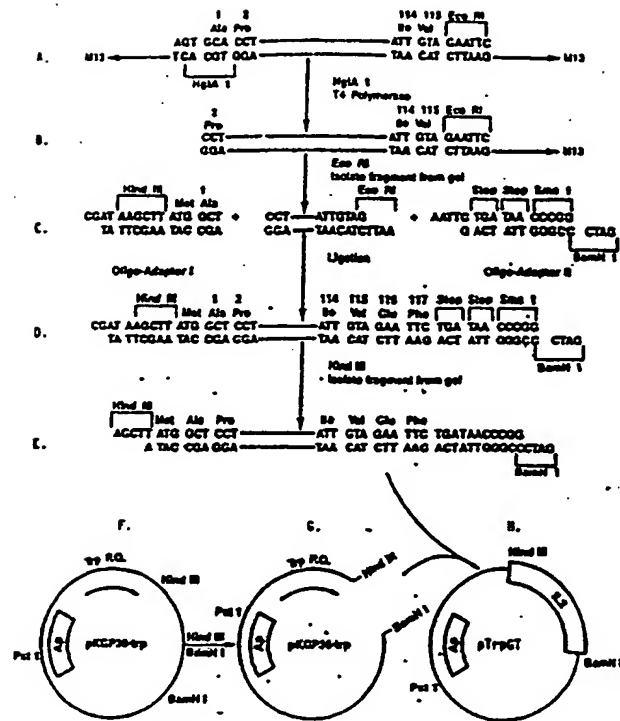 1 2 114 115 Eco RI
Ala Pro Ile Val
AGT GCA CCT ATT GTA GAATTC
A. M13 TCA CGT GGA TAA CAT CTTAAG M13
HgiA I
HgiA I
T4 Polymerase
2 114 115 Eco RI
Pro Ile Val
CCT ATT GTA GAATTC
B. GGA TAA CAT CTTAAG M13
Eco RI
Isolate fragment from gel
Hind III 1 Eco RI Stop Stop Sma I
Met Ala
CGAT AAGCTT ATG GCT + CCT ATTGTAG + AATTC TGA TAA CCCGG
C. TA TTCGAA TAC CGA GGA TAACATCTTAA G ACT ATT GGGCC CTAG
BamH I
Oligo-Adaptor I Ligation Oligo-Adaptor II
Hind III 1 2 114 115 116 117 Stop Stop Sma I
Met Ala Pro Ile Val Glu Phe
CGAT AAGCTT ATG GCT CCT ATT GTA GAA TTC TGA TAA CCCGG
D. TA TTCGAA TAC CGA GGA TAA CAT CTT AAG ACT ATT GGGCC CTAG
BamH I
Hind III
Isolate fragment from gel
Hind III Met Ala Pro Ile Val Glu Phe
AGCTT ATG GCT CCT ATT GTA GAA TTC TGATAACCCGG
E. A TAC CGA GGA TAA CAT CTT AAG ACTATTGGGCCCTAG
BamH I
F. G. H.
Trp P.O. Hind III Trp P.O. Hind III Hind III
Pst I Ap pKGP36-trp Hind III BamH I Pst I Ap pKGP36-trp BamH I Ap pTrpGT
Pst I
BamH I BamH I